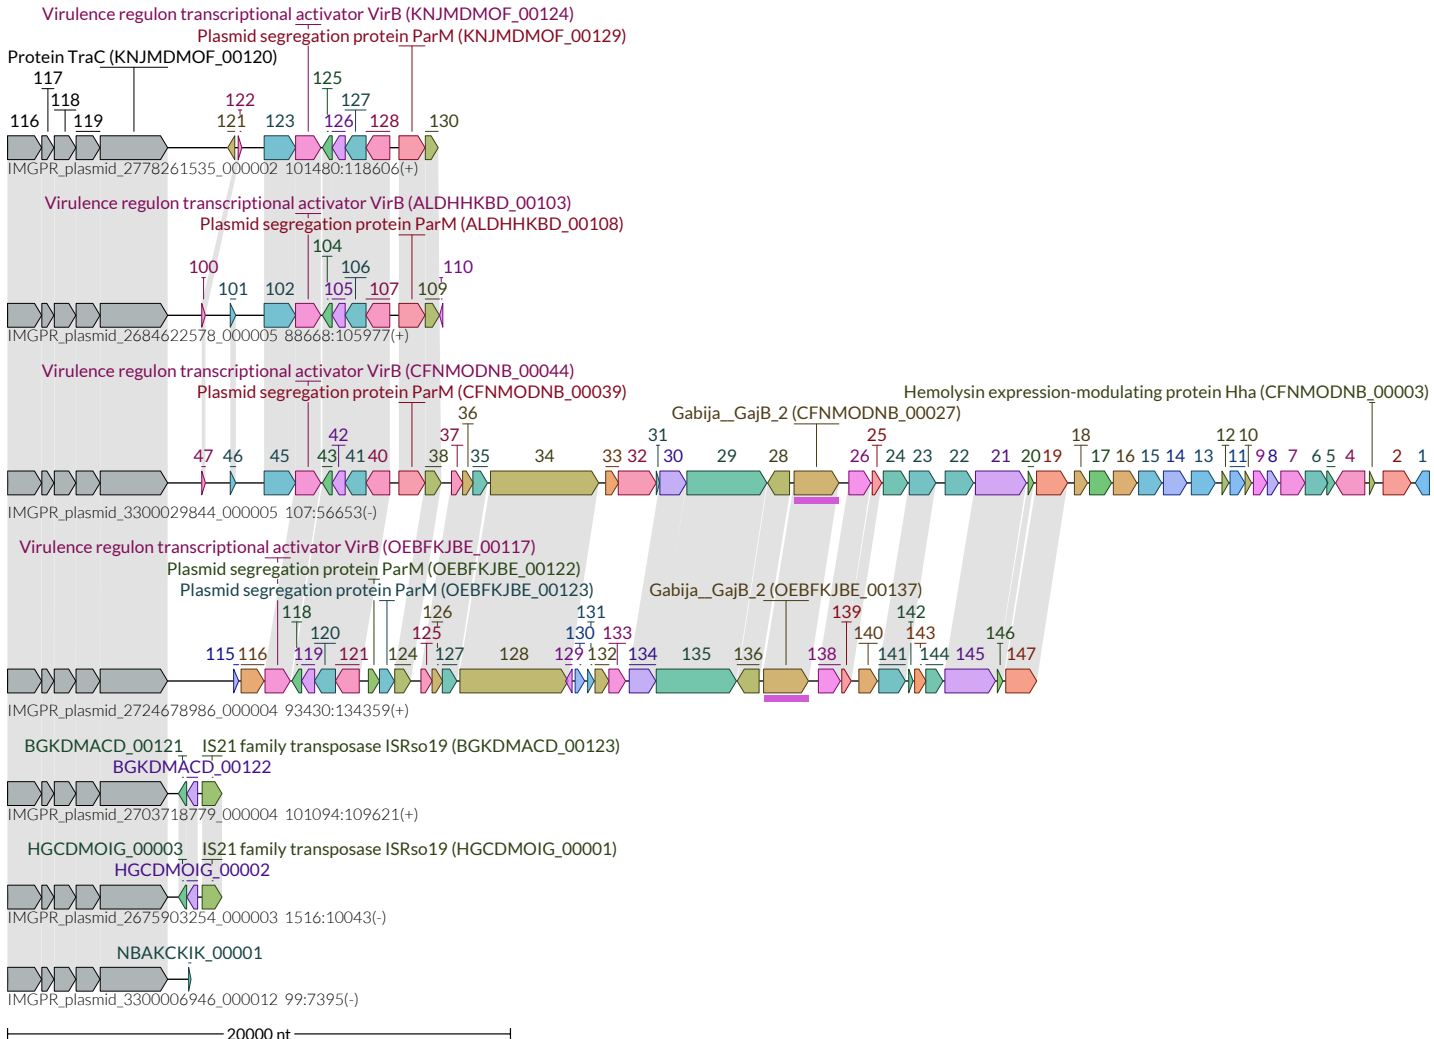 Virulence regulon transcriptional activator VirB (KNJMDMOF_00124)
Plasmid segregation protein ParM (KNJMDMOF_00129)
Protein TraC (KNJMDMOF_00120)
117 125
118 122 127
116 119 121 123 126 128 130
IMGPR_plasmid_2778261535_000002 101480:118606(+)
Virulence regulon transcriptional activator VirB (ALDHHKBD_00103)
Plasmid segregation protein ParM (ALDHHKBD_00108)
104
100 106 110
101 102 105 107 109
IMGPR_plasmid_2684622578_000005 88668:105977(+)
Virulence regulon transcriptional activator VirB (CFNMODNB_00044)
Plasmid segregation protein ParM (CFNMODNB_00039) Hemolysin expression-modulating protein Hha (CFNMODNB_00003)
36 Gabija__GajB_2 (CFNMODNB_00027)
42 37 31 25 18 12 10
47 46 45 43 41 40 38 35 34 33 32 30 29 28 26 24 23 22 21 20 19 17 16 15 14 13 11 9 8 7 6 5 4 2 1
IMGPR_plasmid_3300029844_000005 107:56653(-)
Virulence regulon transcriptional activator VirB (OEBFKJBE_00117)
Plasmid segregation protein ParM (OEBFKJBE_00122)
Plasmid segregation protein ParM (OEBFKJBE_00123) Gabija__GajB_2 (OEBFKJBE_00137)
118 126 131 139 142
120 125 130 133 140 143 146
115 116 119 121 124 127 128 129 132 134 135 136 138 141 144 145 147
IMGPR_plasmid_2724678986_000004 93430:134359(+)
BGKDMACD_00121 IS21 family transposase ISRso19 (BGKDMACD_00123)
BGKDMACD_00122
IMGPR_plasmid_2703718779_000004 101094:109621(+)
HGCDMOIG_00003 IS21 family transposase ISRso19 (HGCDMOIG_00001)
HGCDMOIG_00002
IMGPR_plasmid_2675903254_000003 1516:10043(-)
NBAKCKIK_00001
IMGPR_plasmid_3300006946_000012 99:7395(-)
20000 nt